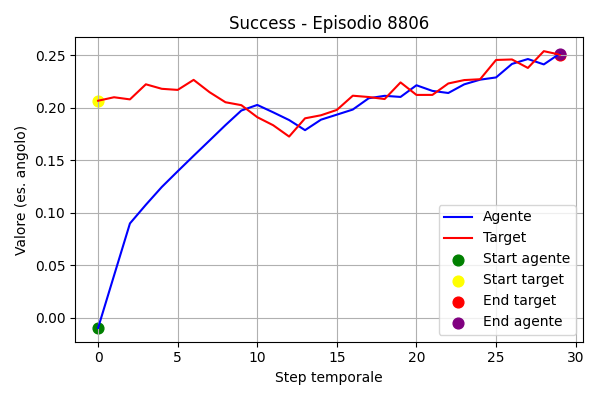 Success - Episodio 8806
Valore (es. angolo)
0.25
0.20
0.15
0.10
0.05
0.00
Agente
Target
Start agente
Start target
End target
End agente
0 5 10 15 20 25 30
Step temporale